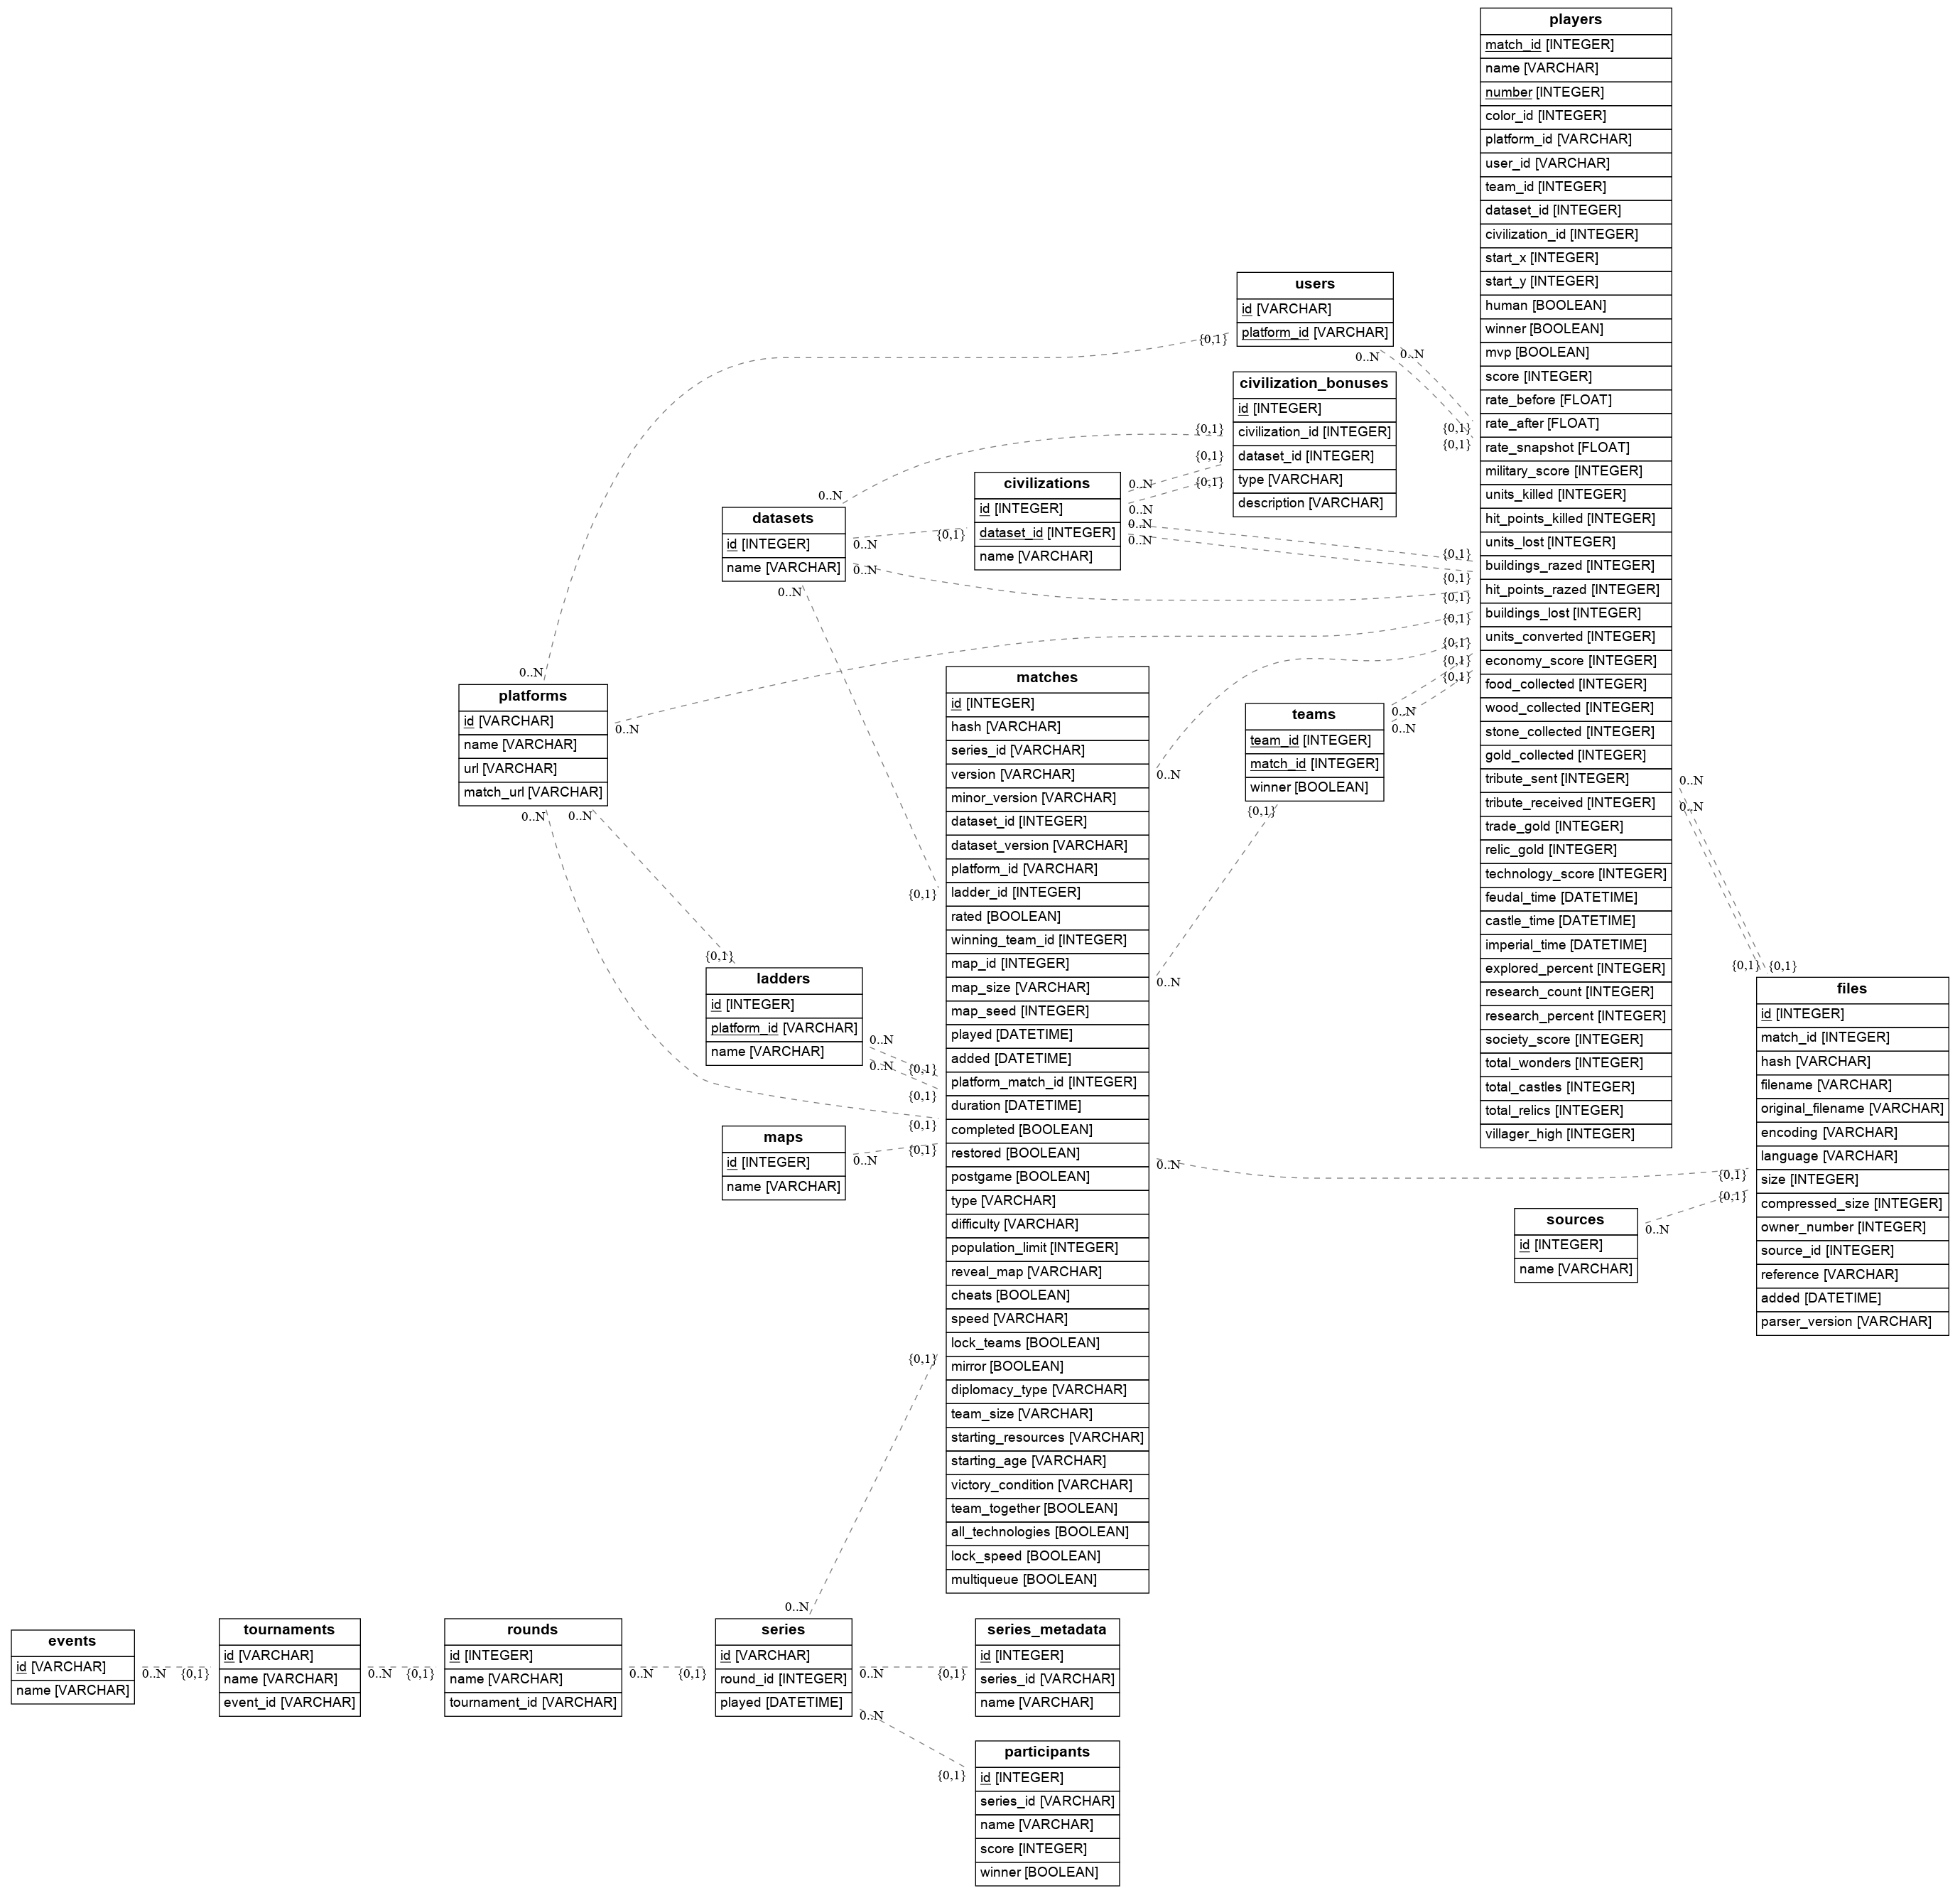 players
match_id [INTEGER]
name [VARCHAR]
number [INTEGER]
color_id [INTEGER]
platform_id [VARCHAR]
user_id [VARCHAR]
team_id [INTEGER]
dataset_id [INTEGER]
civilization_id [INTEGER]
start_x [INTEGER]
start_y [INTEGER]
human [BOOLEAN]
winner [BOOLEAN]
mvp [BOOLEAN]
score [INTEGER]
rate_before [FLOAT]
rate_after [FLOAT]
rate_snapshot [FLOAT]
military_score [INTEGER]
units_killed [INTEGER]
hit_points_killed [INTEGER]
units_lost [INTEGER]
buildings_razed [INTEGER]
hit_points_razed [INTEGER]
buildings_lost [INTEGER]
units_converted [INTEGER]
economy_score [INTEGER]
food_collected [INTEGER]
wood_collected [INTEGER]
stone_collected [INTEGER]
gold_collected [INTEGER]
tribute_sent [INTEGER]
tribute_received [INTEGER]
trade_gold [INTEGER]
relic_gold [INTEGER]
technology_score [INTEGER]
feudal_time [DATETIME]
castle_time [DATETIME]
imperial_time [DATETIME]
explored_percent [INTEGER]
research_count [INTEGER]
research_percent [INTEGER]
society_score [INTEGER]
total_wonders [INTEGER]
total_castles [INTEGER]
total_relics [INTEGER]
villager_high [INTEGER]
users
id [VARCHAR]
platform_id [VARCHAR]
{0,1}
0..N
0..N
{0,1}
{0,1}
civilization_bonuses
id [INTEGER]
civilization_id [INTEGER]
dataset_id [INTEGER]
type [VARCHAR]
description [VARCHAR]
{0,1}
{0,1}
{0,1}
civilizations
id [INTEGER]
dataset_id [INTEGER]
name [VARCHAR]
0..N
0..N
0..N
0..N
{0,1}
{0,1}
{0,1}
datasets
id [INTEGER]
name [VARCHAR]
0..N
0..N
0..N
0..N
{0,1}
{0,1}
platforms
id [VARCHAR]
name [VARCHAR]
url [VARCHAR]
match_url [VARCHAR]
0..N
0..N
0..N
0..N
{0,1}
{0,1}
{0,1}
{0,1}
matches
id [INTEGER]
hash [VARCHAR]
series_id [VARCHAR]
version [VARCHAR]
minor_version [VARCHAR]
dataset_id [INTEGER]
dataset_version [VARCHAR]
platform_id [VARCHAR]
ladder_id [INTEGER]
rated [BOOLEAN]
winning_team_id [INTEGER]
map_id [INTEGER]
map_size [VARCHAR]
map_seed [INTEGER]
played [DATETIME]
added [DATETIME]
platform_match_id [INTEGER]
duration [DATETIME]
completed [BOOLEAN]
restored [BOOLEAN]
postgame [BOOLEAN]
type [VARCHAR]
difficulty [VARCHAR]
population_limit [INTEGER]
reveal_map [VARCHAR]
cheats [BOOLEAN]
speed [VARCHAR]
lock_teams [BOOLEAN]
mirror [BOOLEAN]
diplomacy_type [VARCHAR]
team_size [VARCHAR]
starting_resources [VARCHAR]
starting_age [VARCHAR]
victory_condition [VARCHAR]
team_together [BOOLEAN]
all_technologies [BOOLEAN]
lock_speed [BOOLEAN]
multiqueue [BOOLEAN]
0..N
0..N
0..N
teams
team_id [INTEGER]
match_id [INTEGER]
winner [BOOLEAN]
0..N
0..N
{0,1}
0..N
0..N
{0,1}
{0,1}
files
id [INTEGER]
match_id [INTEGER]
hash [VARCHAR]
filename [VARCHAR]
original_filename [VARCHAR]
encoding [VARCHAR]
language [VARCHAR]
size [INTEGER]
compressed_size [INTEGER]
owner_number [INTEGER]
source_id [INTEGER]
reference [VARCHAR]
added [DATETIME]
parser_version [VARCHAR]
{0,1}
{0,1}
sources
id [INTEGER]
name [VARCHAR]
0..N
{0,1}
ladders
id [INTEGER]
platform_id [VARCHAR]
name [VARCHAR]
0..N
0..N
{0,1}
{0,1}
{0,1}
{0,1}
{0,1}
maps
id [INTEGER]
name [VARCHAR]
0..N
{0,1}
0..N
events
id [VARCHAR]
name [VARCHAR]
0..N
{0,1}
tournaments
id [VARCHAR]
name [VARCHAR]
event_id [VARCHAR]
0..N
{0,1}
rounds
id [INTEGER]
name [VARCHAR]
tournament_id [VARCHAR]
0..N
{0,1}
series
id [VARCHAR]
round_id [INTEGER]
played [DATETIME]
0..N
{0,1}
series_metadata
id [INTEGER]
series_id [VARCHAR]
name [VARCHAR]
0..N
{0,1}
participants
id [INTEGER]
series_id [VARCHAR]
name [VARCHAR]
score [INTEGER]
winner [BOOLEAN]